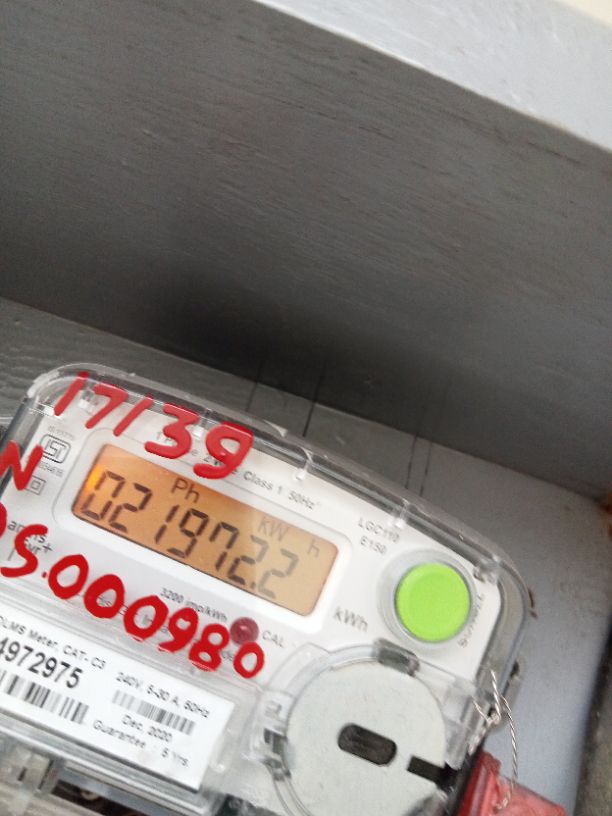 17139
Class 1 50Hz
LGC110
E150
N
Ph
kW h
021972.2
kWh
3200 imp/kWh
CAL
S.000980
DLMS Meter, CAT- C3
4972975
240V, 5-30 A, 50Hz
Dec, 2020
Guarantee : 5 Yrs.